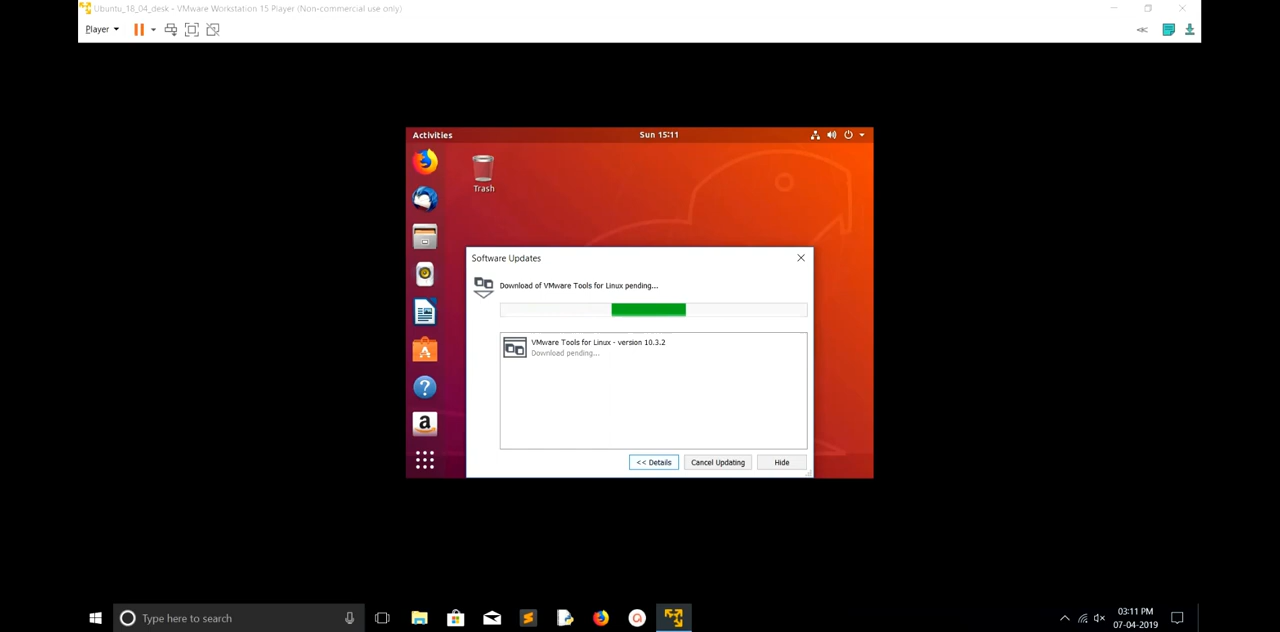 Ubuntu_18_04_desk - VMware Workstation 15 Player (Non-commercial use only)
Player
Activities
Sun 15:11
Trash
Software Updates
Download of VMware Tools for Linux pending...
VMware Tools for Linux - version 10.3.2
Download pending...
<< Details
Cancel Updating
Hide
Type here to search
03:11 PM
07-04-2019